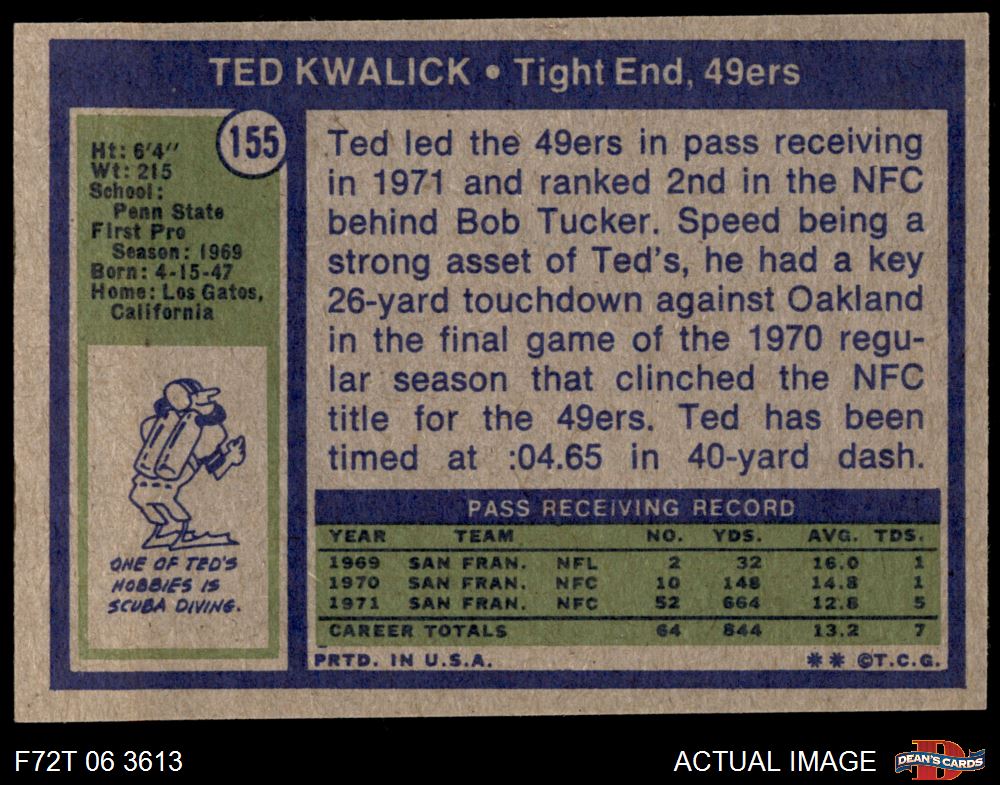 TED KWALICK • Tight End, 49ers
155
Ht: 6'4"
Wt: 215
School:
Penn State
First Pro
Season: 1969
Born: 4-15-47
Home: Los Gatos,
California
ONE OF TED'S
HOBBIES IS
SCUBA DIVING.
Ted led the 49ers in pass receiving
in 1971 and ranked 2nd in the NFC
behind Bob Tucker. Speed being a
strong asset of Ted's, he had a key
26-yard touchdown against Oakland
in the final game of the 1970 regu-
lar season that clinched the NFC
title for the 49ers. Ted has been
timed at :04.65 in 40-yard dash.
PASS RECEIVING RECORD
YEAR TEAM NO. YDS. AVG. TDS.
1969 SAN FRAN. NFL 2 32 16.0 1
1970 SAN FRAN. NFC 10 148 14.8 1
1971 SAN FRAN. NFC 52 664 12.8 5
CAREER TOTALS 64 844 13.2 7
PRTD. IN U.S.A. ** ©T.C.G.
F72T 06 3613 ACTUAL IMAGE D DEAN'S CARDS